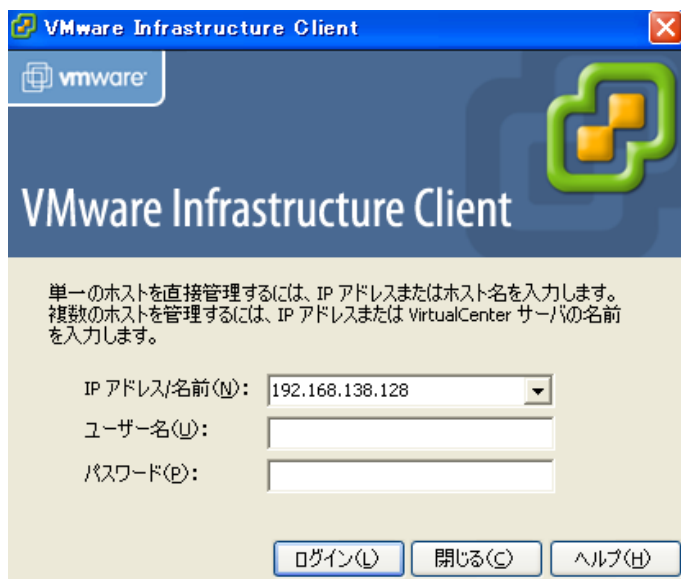 VMware Infrastructure Client
vmware
VMware Infrastructure Client
単一のホストを直接管理するには、IP アドレスまたはホスト名を入力します。
複数のホストを管理するには、IP アドレスまたは VirtualCenter サーバの名前
を入力します。
IP アドレス/名前(N): 192.168.138.128
ユーザー名(U):
パスワード(P):
ログイン(L) 閉じる(C) ヘルプ(H)